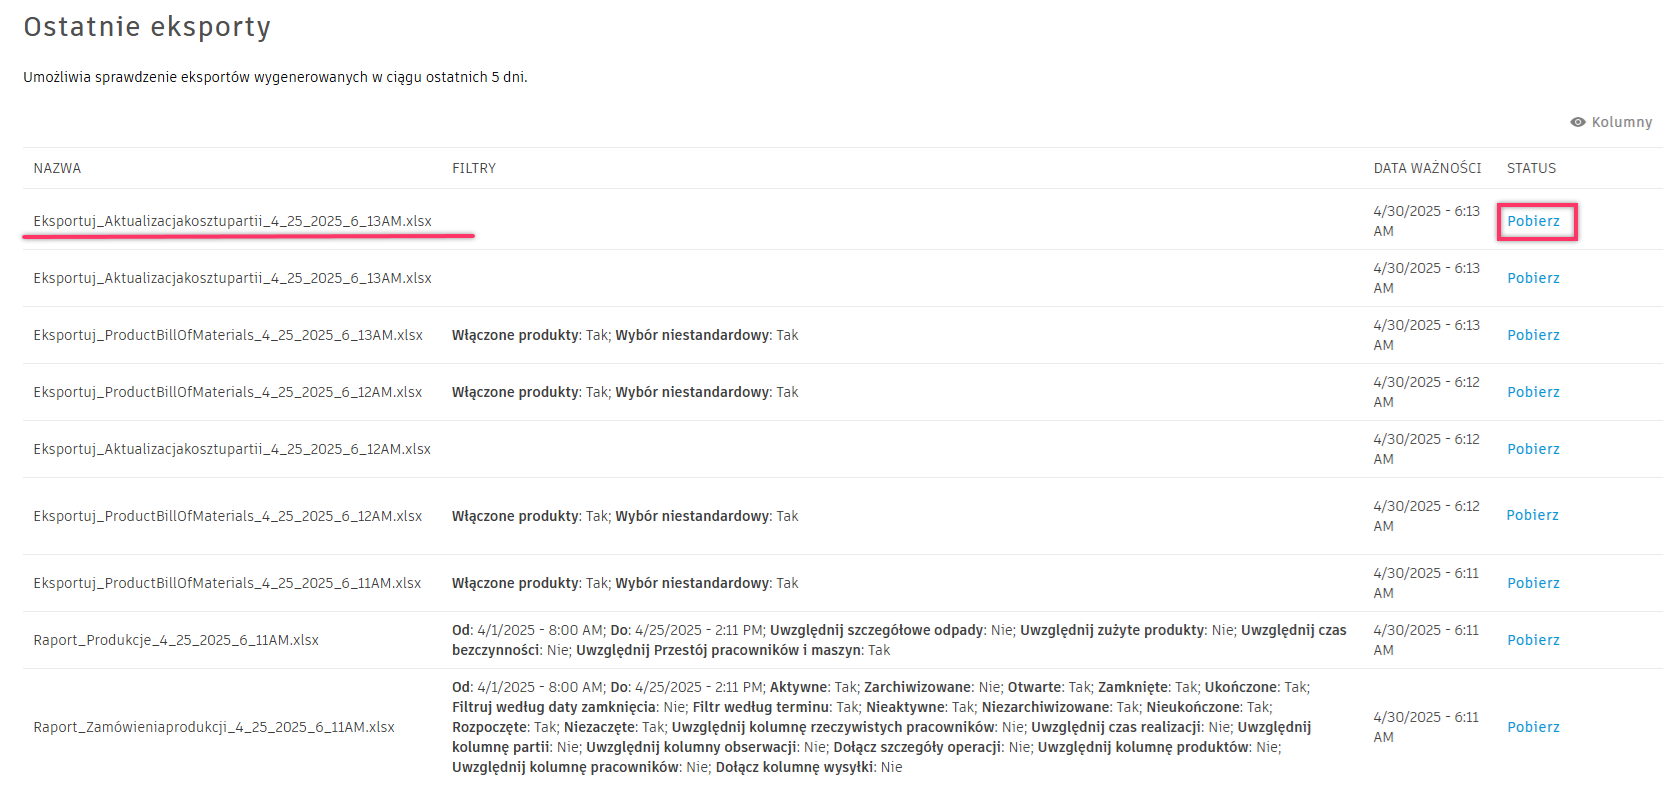 Ostatnie eksporty
Umożliwia sprawdzenie eksportów wygenerowanych w ciągu ostatnich 5 dni.
Kolumny
NAZWA FILTRY DATA WAŻNOŚCI STATUS
Eksportuj_Aktualizacjakosztupartii_4_25_2025_6_13AM.xlsx 4/30/2025 - 6:13 Pobierz
AM
Eksportuj_Aktualizacjakosztupartii_4_25_2025_6_13AM.xlsx 4/30/2025 - 6:13 Pobierz
AM
Eksportuj_ProductBillOfMaterials_4_25_2025_6_13AM.xlsx Włączone produkty: Tak; Wybór niestandardowy: Tak 4/30/2025 - 6:13 Pobierz
AM
Eksportuj_ProductBillOfMaterials_4_25_2025_6_12AM.xlsx Włączone produkty: Tak; Wybór niestandardowy: Tak 4/30/2025 - 6:12 Pobierz
AM
Eksportuj_Aktualizacjakosztupartii_4_25_2025_6_12AM.xlsx 4/30/2025 - 6:12 Pobierz
AM
Eksportuj_ProductBillOfMaterials_4_25_2025_6_12AM.xlsx Włączone produkty: Tak; Wybór niestandardowy: Tak 4/30/2025 - 6:12 Pobierz
AM
Eksportuj_ProductBillOfMaterials_4_25_2025_6_11AM.xlsx Włączone produkty: Tak; Wybór niestandardowy: Tak 4/30/2025 - 6:11 Pobierz
AM
Raport_Produkcje_4_25_2025_6_11AM.xlsx Od: 4/1/2025 - 8:00 AM; Do: 4/25/2025 - 2:11 PM; Uwzględnij szczegółowe odpady: Nie; Uwzględnij zużyte produkty: Nie; Uwzględnij czas 4/30/2025 - 6:11 Pobierz
bezczynności: Nie; Uwzględnij Przestój pracowników i maszyn: Tak AM
Raport_Zamówieniaprodukcji_4_25_2025_6_11AM.xlsx Od: 4/1/2025 - 8:00 AM; Do: 4/25/2025 - 2:11 PM; Aktywne: Tak; Zarchiwizowane: Nie; Otwarte: Tak; Zamknięte: Tak; Ukończone: Tak;
Filtruj według daty zamknięcia: Nie; Filtr według terminu: Tak; Nieaktywne: Tak; Niezarchiwizowane: Tak; Nieukończone: Tak;
Rozpoczęte: Tak; Niezaczęte: Tak; Uwzględnij kolumnę rzeczywistych pracowników: Nie; Uwzględnij czas realizacji: Nie; Uwzględnij 4/30/2025 - 6:11 Pobierz
kolumnę partii: Nie; Uwzględnij kolumny obserwacji: Nie; Dołącz szczegóły operacji: Nie; Uwzględnij kolumnę produktów: Nie; AM
Uwzględnij kolumnę pracowników: Nie; Dołącz kolumnę wysyłki: Nie